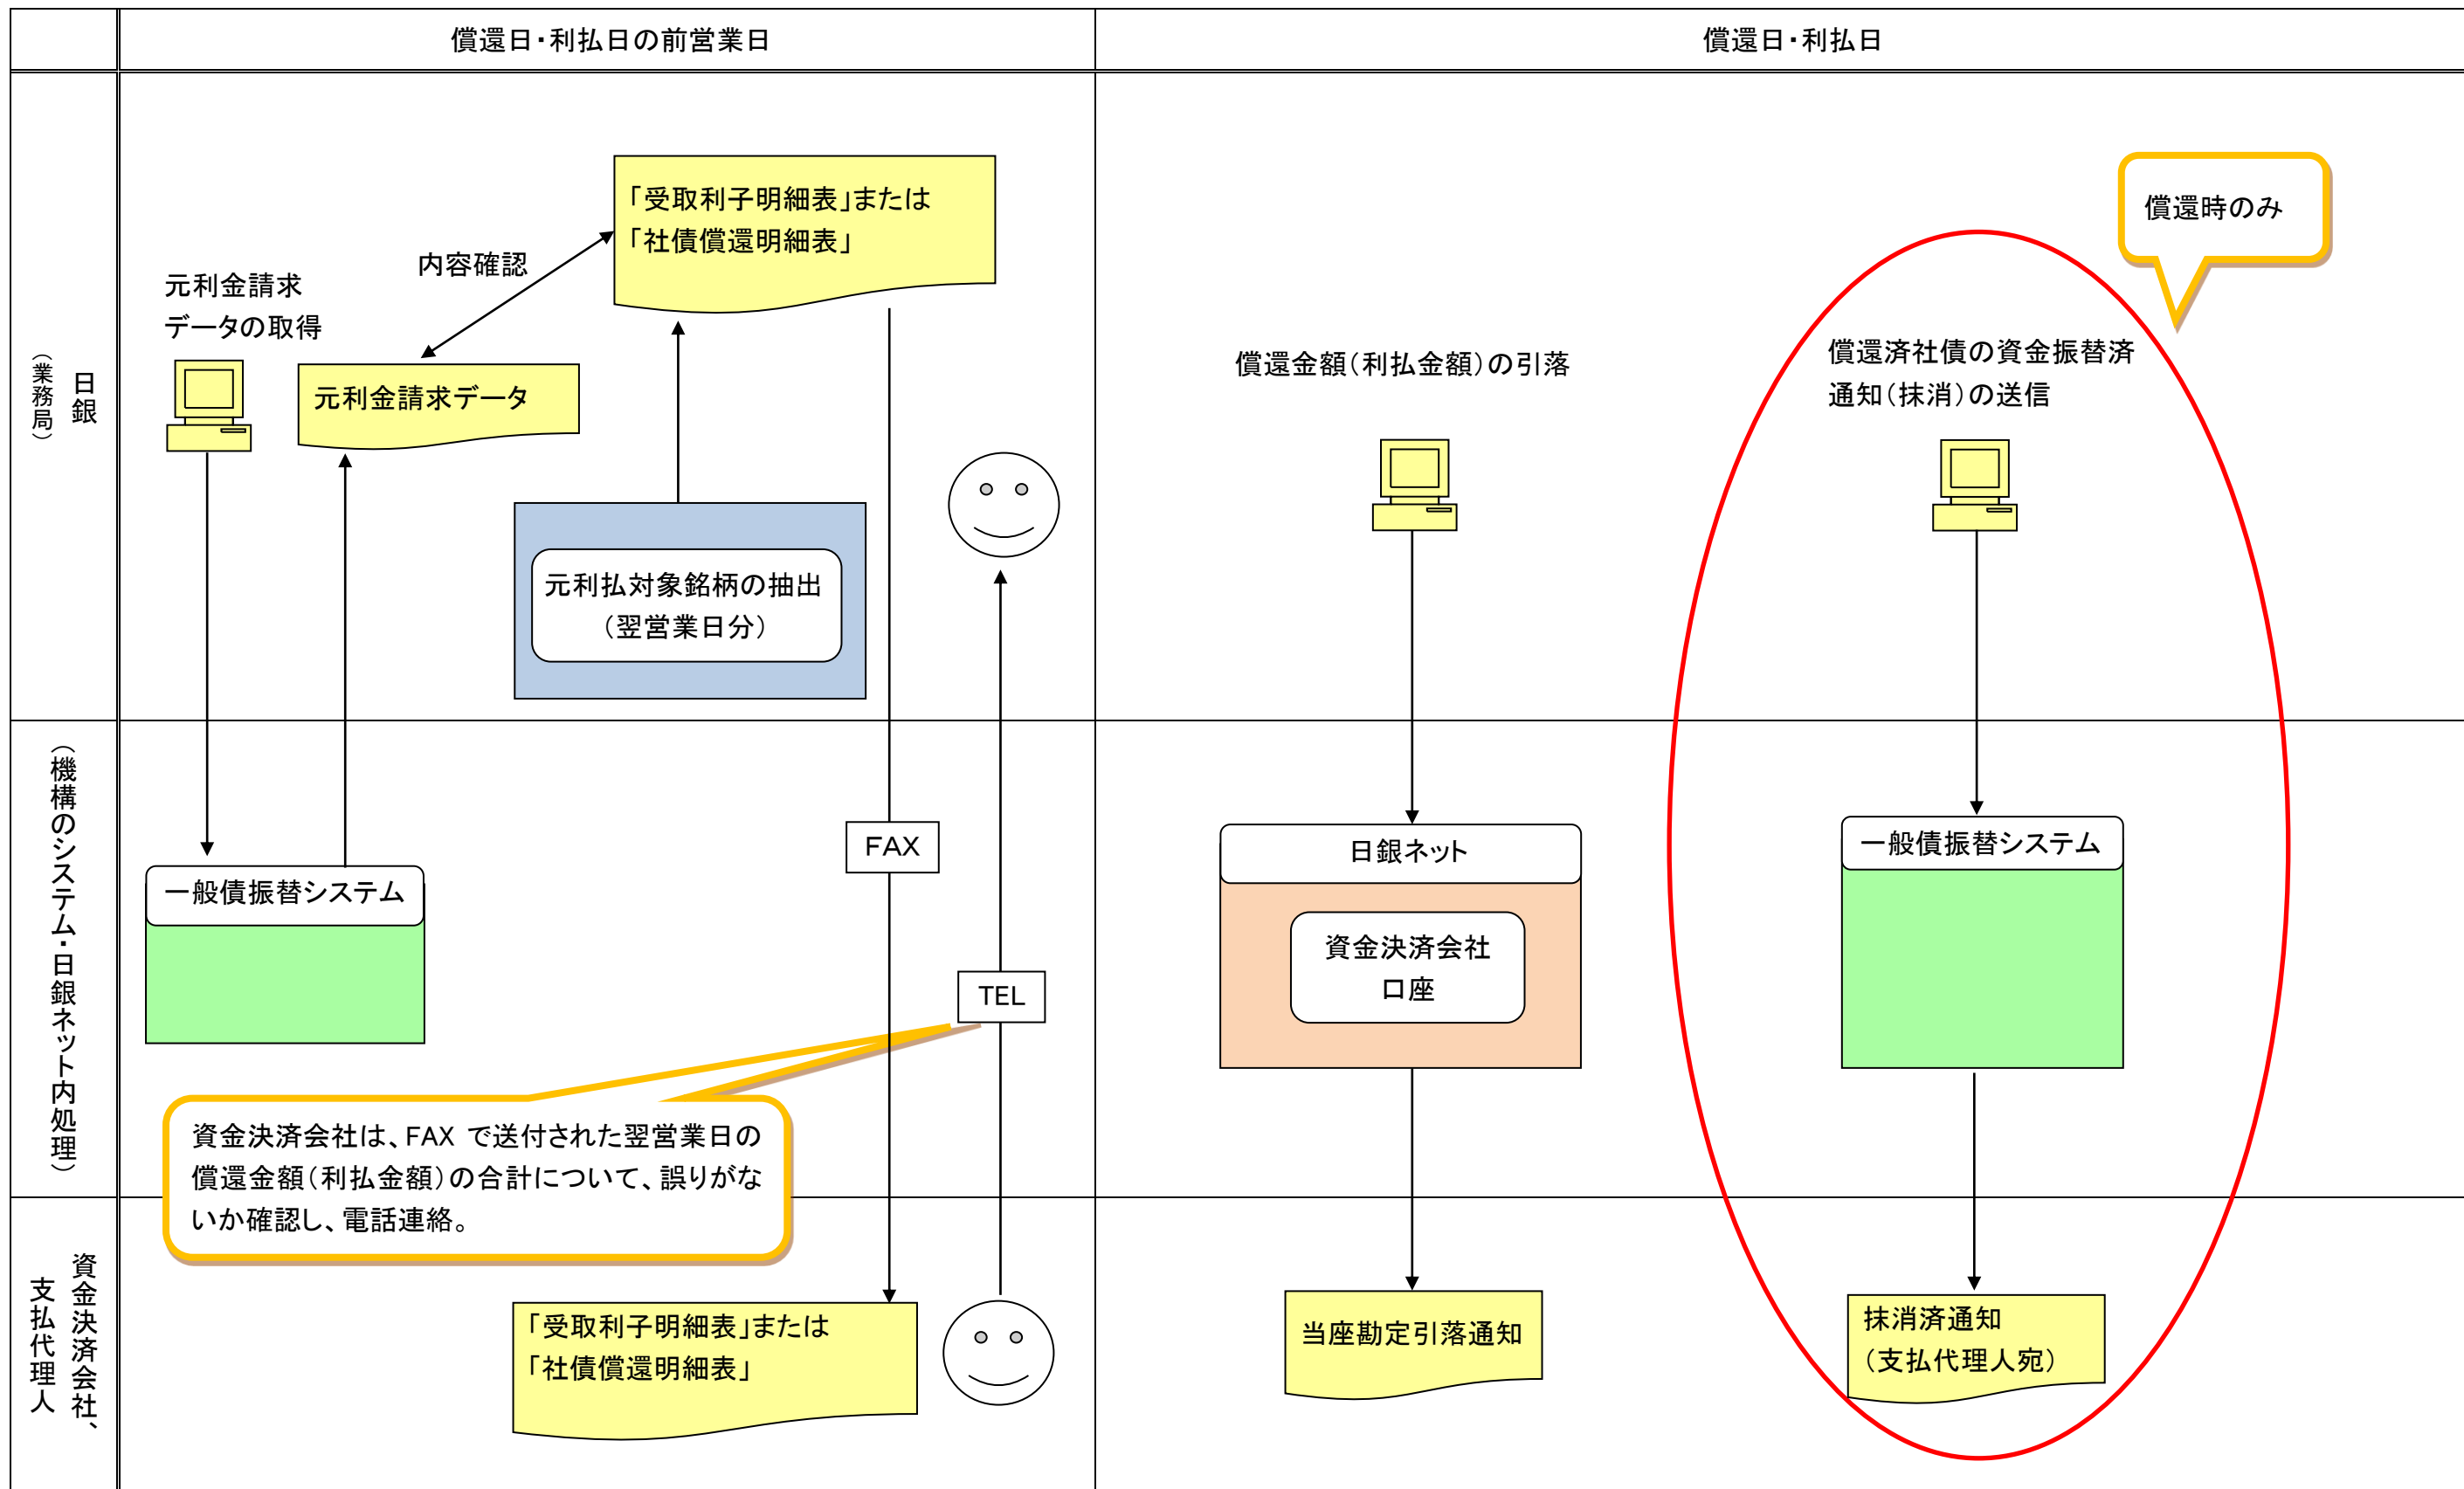 償還日・利払日の前営業日
償還日・利払日
日銀
（業務局）
元利金請求
データの取得
内容確認
「受取利子明細表」または
「社債償還明細表」
元利金請求データ
元利払対象銘柄の抽出
（翌営業日分）
償還金額（利払金額）の引落
償還時のみ
償還済社債の資金振替済
通知（抹消）の送信
（機構のシステム・日銀ネット内処理）
一般債振替システム
FAX
TEL
日銀ネット
資金決済会社
口座
一般債振替システム
資金決済会社は、FAX で送付された翌営業日の
償還金額（利払金額）の合計について、誤りがな
いか確認し、電話連絡。
資金決済会社、
支払代理人
「受取利子明細表」または
「社債償還明細表」
当座勘定引落通知
抹消済通知
（支払代理人宛）